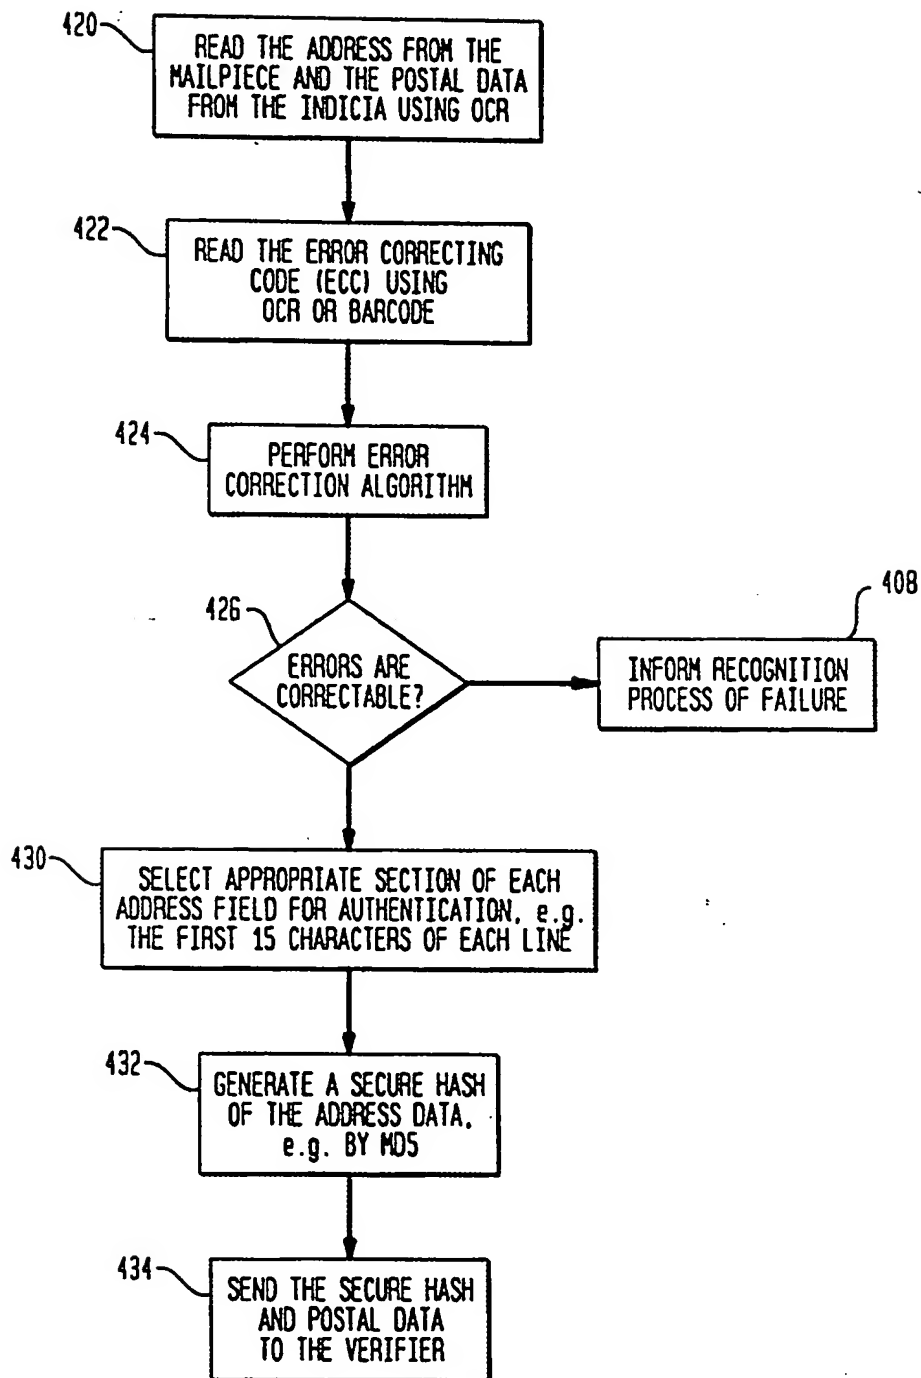 420
READ THE ADDRESS FROM THE
MAILPIECE AND THE POSTAL DATA
FROM THE INDICIA USING OCR
422
READ THE ERROR CORRECTING
CODE (ECC) USING
OCR OR BARCODE
424
PERFORM ERROR
CORRECTION ALGORITHM
426
ERRORS ARE
CORRECTABLE?
408
INFORM RECOGNITION
PROCESS OF FAILURE
430
SELECT APPROPRIATE SECTION OF EACH
ADDRESS FIELD FOR AUTHENTICATION, e.g.
THE FIRST 15 CHARACTERS OF EACH LINE
432
GENERATE A SECURE HASH
OF THE ADDRESS DATA,
e.g. BY MD5
434
SEND THE SECURE HASH
AND POSTAL DATA
TO THE VERIFIER